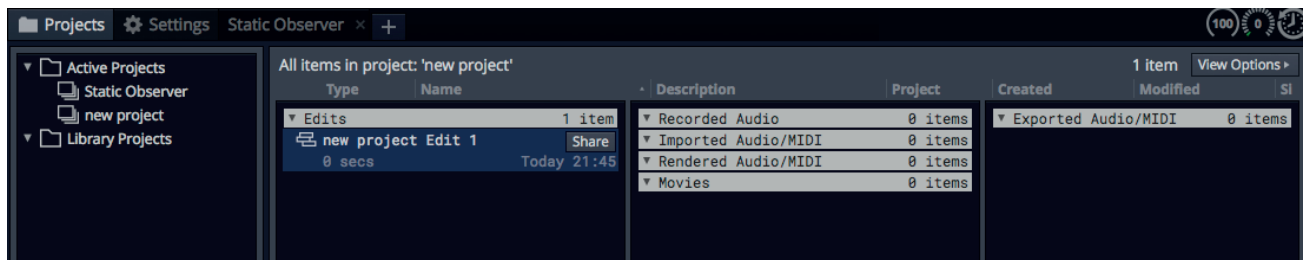 Projects Settings Static Observer × + 100 0
Active Projects
Static Observer
new project
Library Projects
All items in project: 'new project' 1 item View Options
Type Name Description Project Created Modified SI
Edits 1 item
new project Edit 1 Share
0 secs Today 21:45
Recorded Audio 0 items
Imported Audio/MIDI 0 items
Rendered Audio/MIDI 0 items
Movies 0 items
Exported Audio/MIDI 0 items